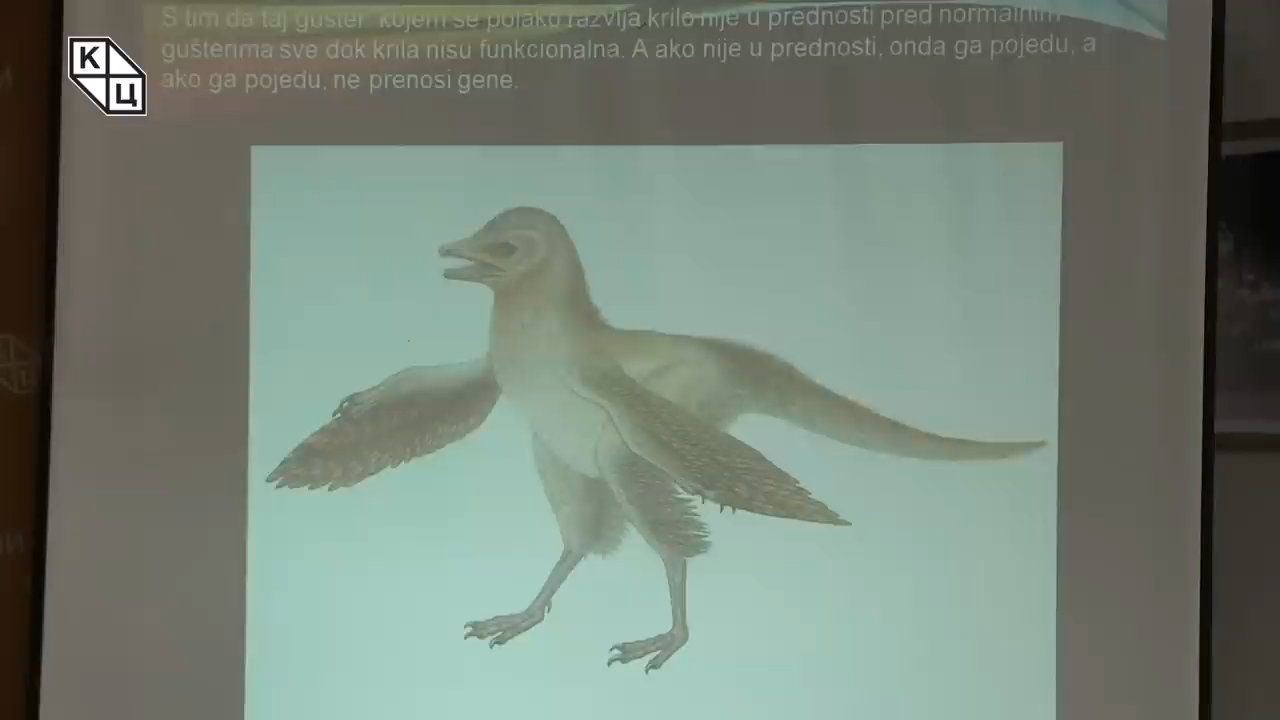 S tim da taj gušter, kojem se polako razvija krilo nije u prednosti pred normalnim
gušterima sve dok krila nisu funkcionalna. A ako nije u prednosti, onda ga pojedu, a
ako ga pojedu, ne prenosi gene.
К
Ц